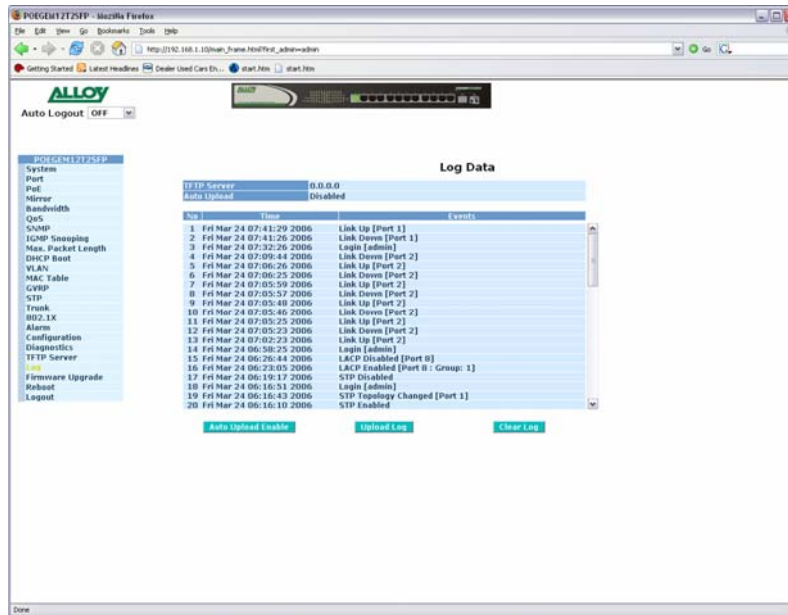 POEGEM12T2SFP - Mozilla Firefox
File Edit View Go Bookmarks Tools Help
http://192.168.1.10/main_frame.html?first_admin=admin
Getting Started Latest Headlines Dealer Used Cars En... start.htm start.htm
ALLOY
Auto Logout OFF
POEGEM12T2SFP
System
Port
PoE
Mirror
Bandwidth
QoS
SNMP
IGMP Snooping
Max. Packet Length
DHCP Boot
VLAN
MAC Table
GVRP
STP
Trunk
802.1X
Alarm
Configuration
Diagnostics
TFTP Server
Log
Firmware Upgrade
Reboot
Logout
Log Data
TFTP Server 0.0.0.0
Auto Upload Disabled
No Time Events
1 Fri Mar 24 07:41:29 2006 Link Up [Port 1]
2 Fri Mar 24 07:41:26 2006 Link Down [Port 1]
3 Fri Mar 24 07:32:26 2006 Login [admin]
4 Fri Mar 24 07:09:44 2006 Link Down [Port 2]
5 Fri Mar 24 07:06:26 2006 Link Up [Port 2]
6 Fri Mar 24 07:06:25 2006 Link Down [Port 2]
7 Fri Mar 24 07:05:59 2006 Link Up [Port 2]
8 Fri Mar 24 07:05:57 2006 Link Down [Port 2]
9 Fri Mar 24 07:05:48 2006 Link Up [Port 2]
10 Fri Mar 24 07:05:46 2006 Link Down [Port 2]
11 Fri Mar 24 07:05:25 2006 Link Up [Port 2]
12 Fri Mar 24 07:05:23 2006 Link Down [Port 2]
13 Fri Mar 24 07:02:23 2006 Link Up [Port 2]
14 Fri Mar 24 06:58:25 2006 Login [admin]
15 Fri Mar 24 06:26:44 2006 LACP Disabled [Port 8]
16 Fri Mar 24 06:23:05 2006 LACP Enabled [Port 8 : Group: 1]
17 Fri Mar 24 06:19:17 2006 STP Disabled
18 Fri Mar 24 06:16:51 2006 Login [admin]
19 Fri Mar 24 06:16:43 2006 STP Topology Changed [Port 1]
20 Fri Mar 24 06:16:10 2006 STP Enabled
Auto Upload Enable Upload Log Clear Log
Done